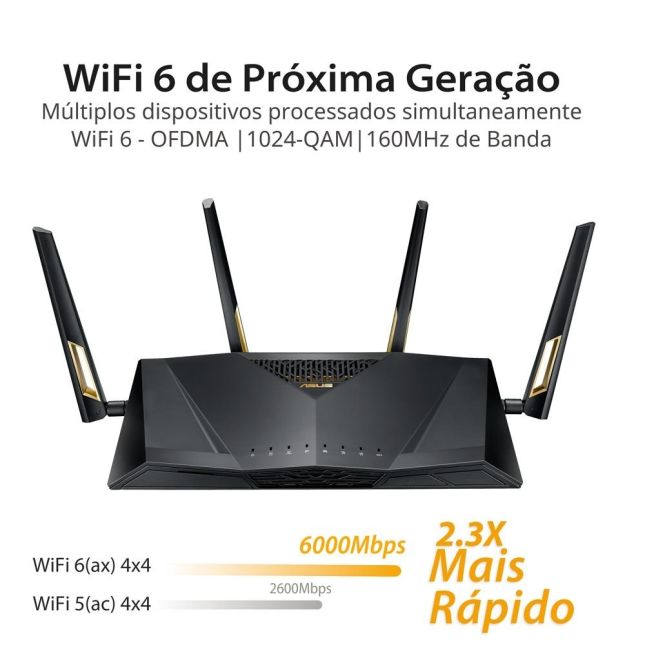 WiFi 6 de Próxima Geração
Múltiplos dispositivos processados simultaneamente
WiFi 6 - OFDMA |1024-QAM|160MHz de Banda
ASUS
WiFi 6(ax) 4x4
6000Mbps
WiFi 5(ac) 4x4
2600Mbps
2.3X
Mais
Rápido